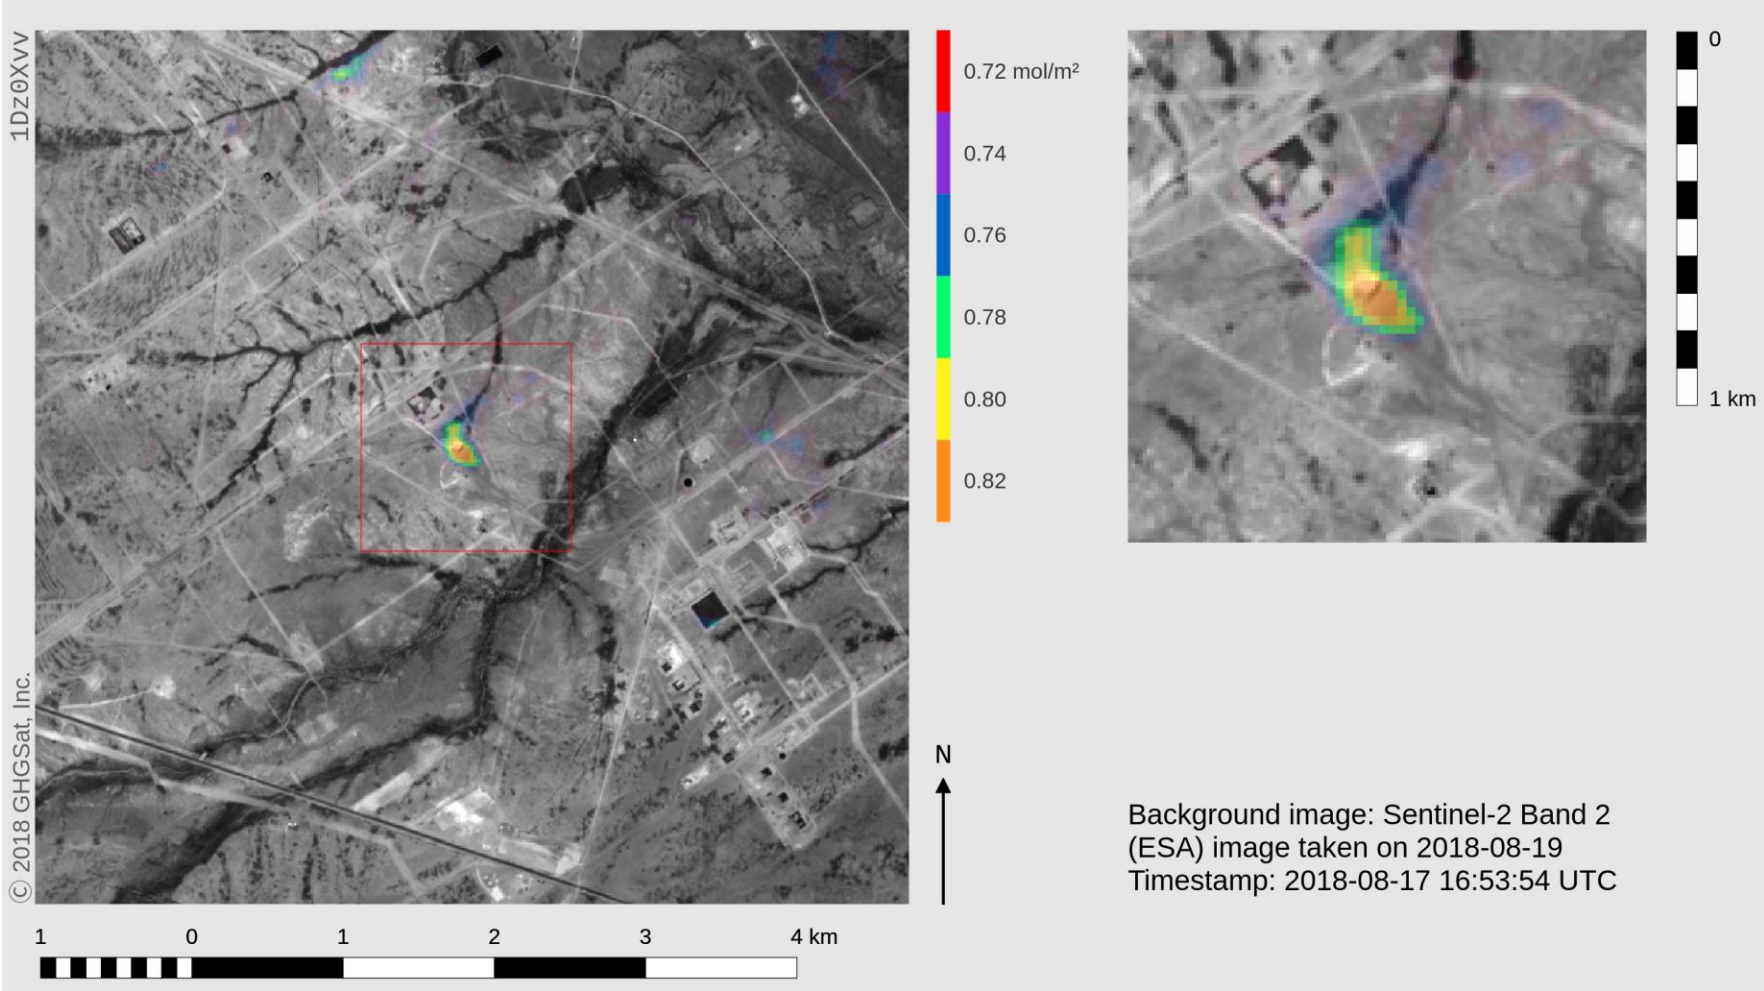 1Dz0Xvv
© 2018 GHGSat, Inc.
0.72 mol/m²
0.74
0.76
0.78
0.80
0.82
N
1 0 1 2 3 4 km
0
1 km
Background image: Sentinel-2 Band 2
(ESA) image taken on 2018-08-19
Timestamp: 2018-08-17 16:53:54 UTC